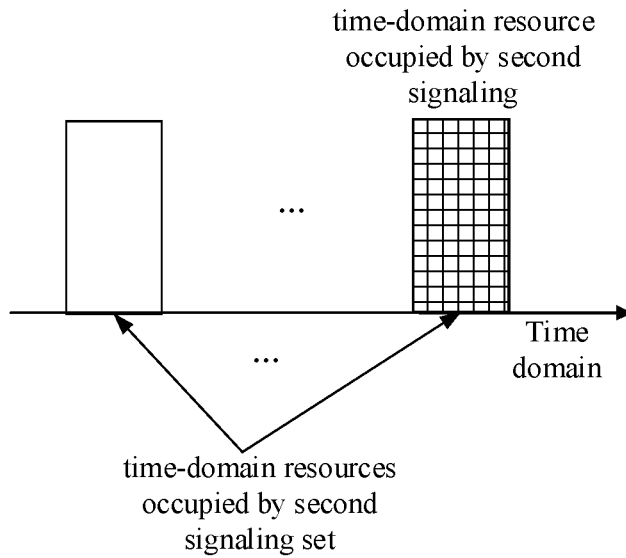 time-domain resource
occupied by second
signaling
...
Time
domain
...
time-domain resources
occupied by second
signaling set